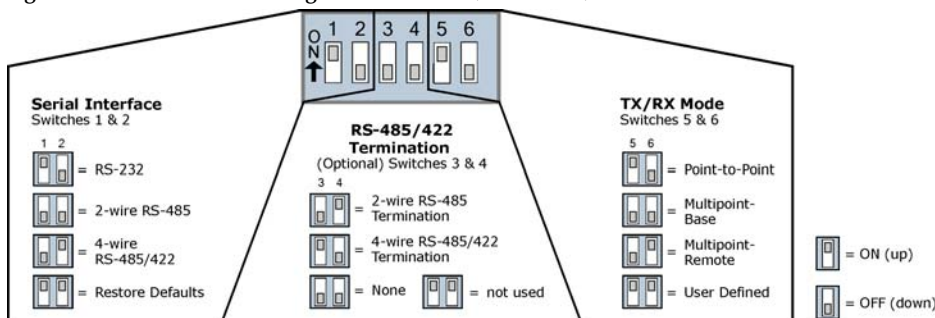 O
N
1 2 3 4 5 6
Serial Interface
Switches 1 & 2
1 2
= RS-232
= 2-wire RS-485
= 4-wire
RS-485/422
= Restore Defaults
RS-485/422
Termination
(Optional) Switches 3 & 4
3 4
= 2-wire RS-485
Termination
= 4-wire RS-485/422
Termination
= None
= not used
TX/RX Mode
Switches 5 & 6
5 6
= Point-to-Point
= Multipoint-
Base
= Multipoint-
Remote
= User Defined
= ON (up)
= OFF (down)